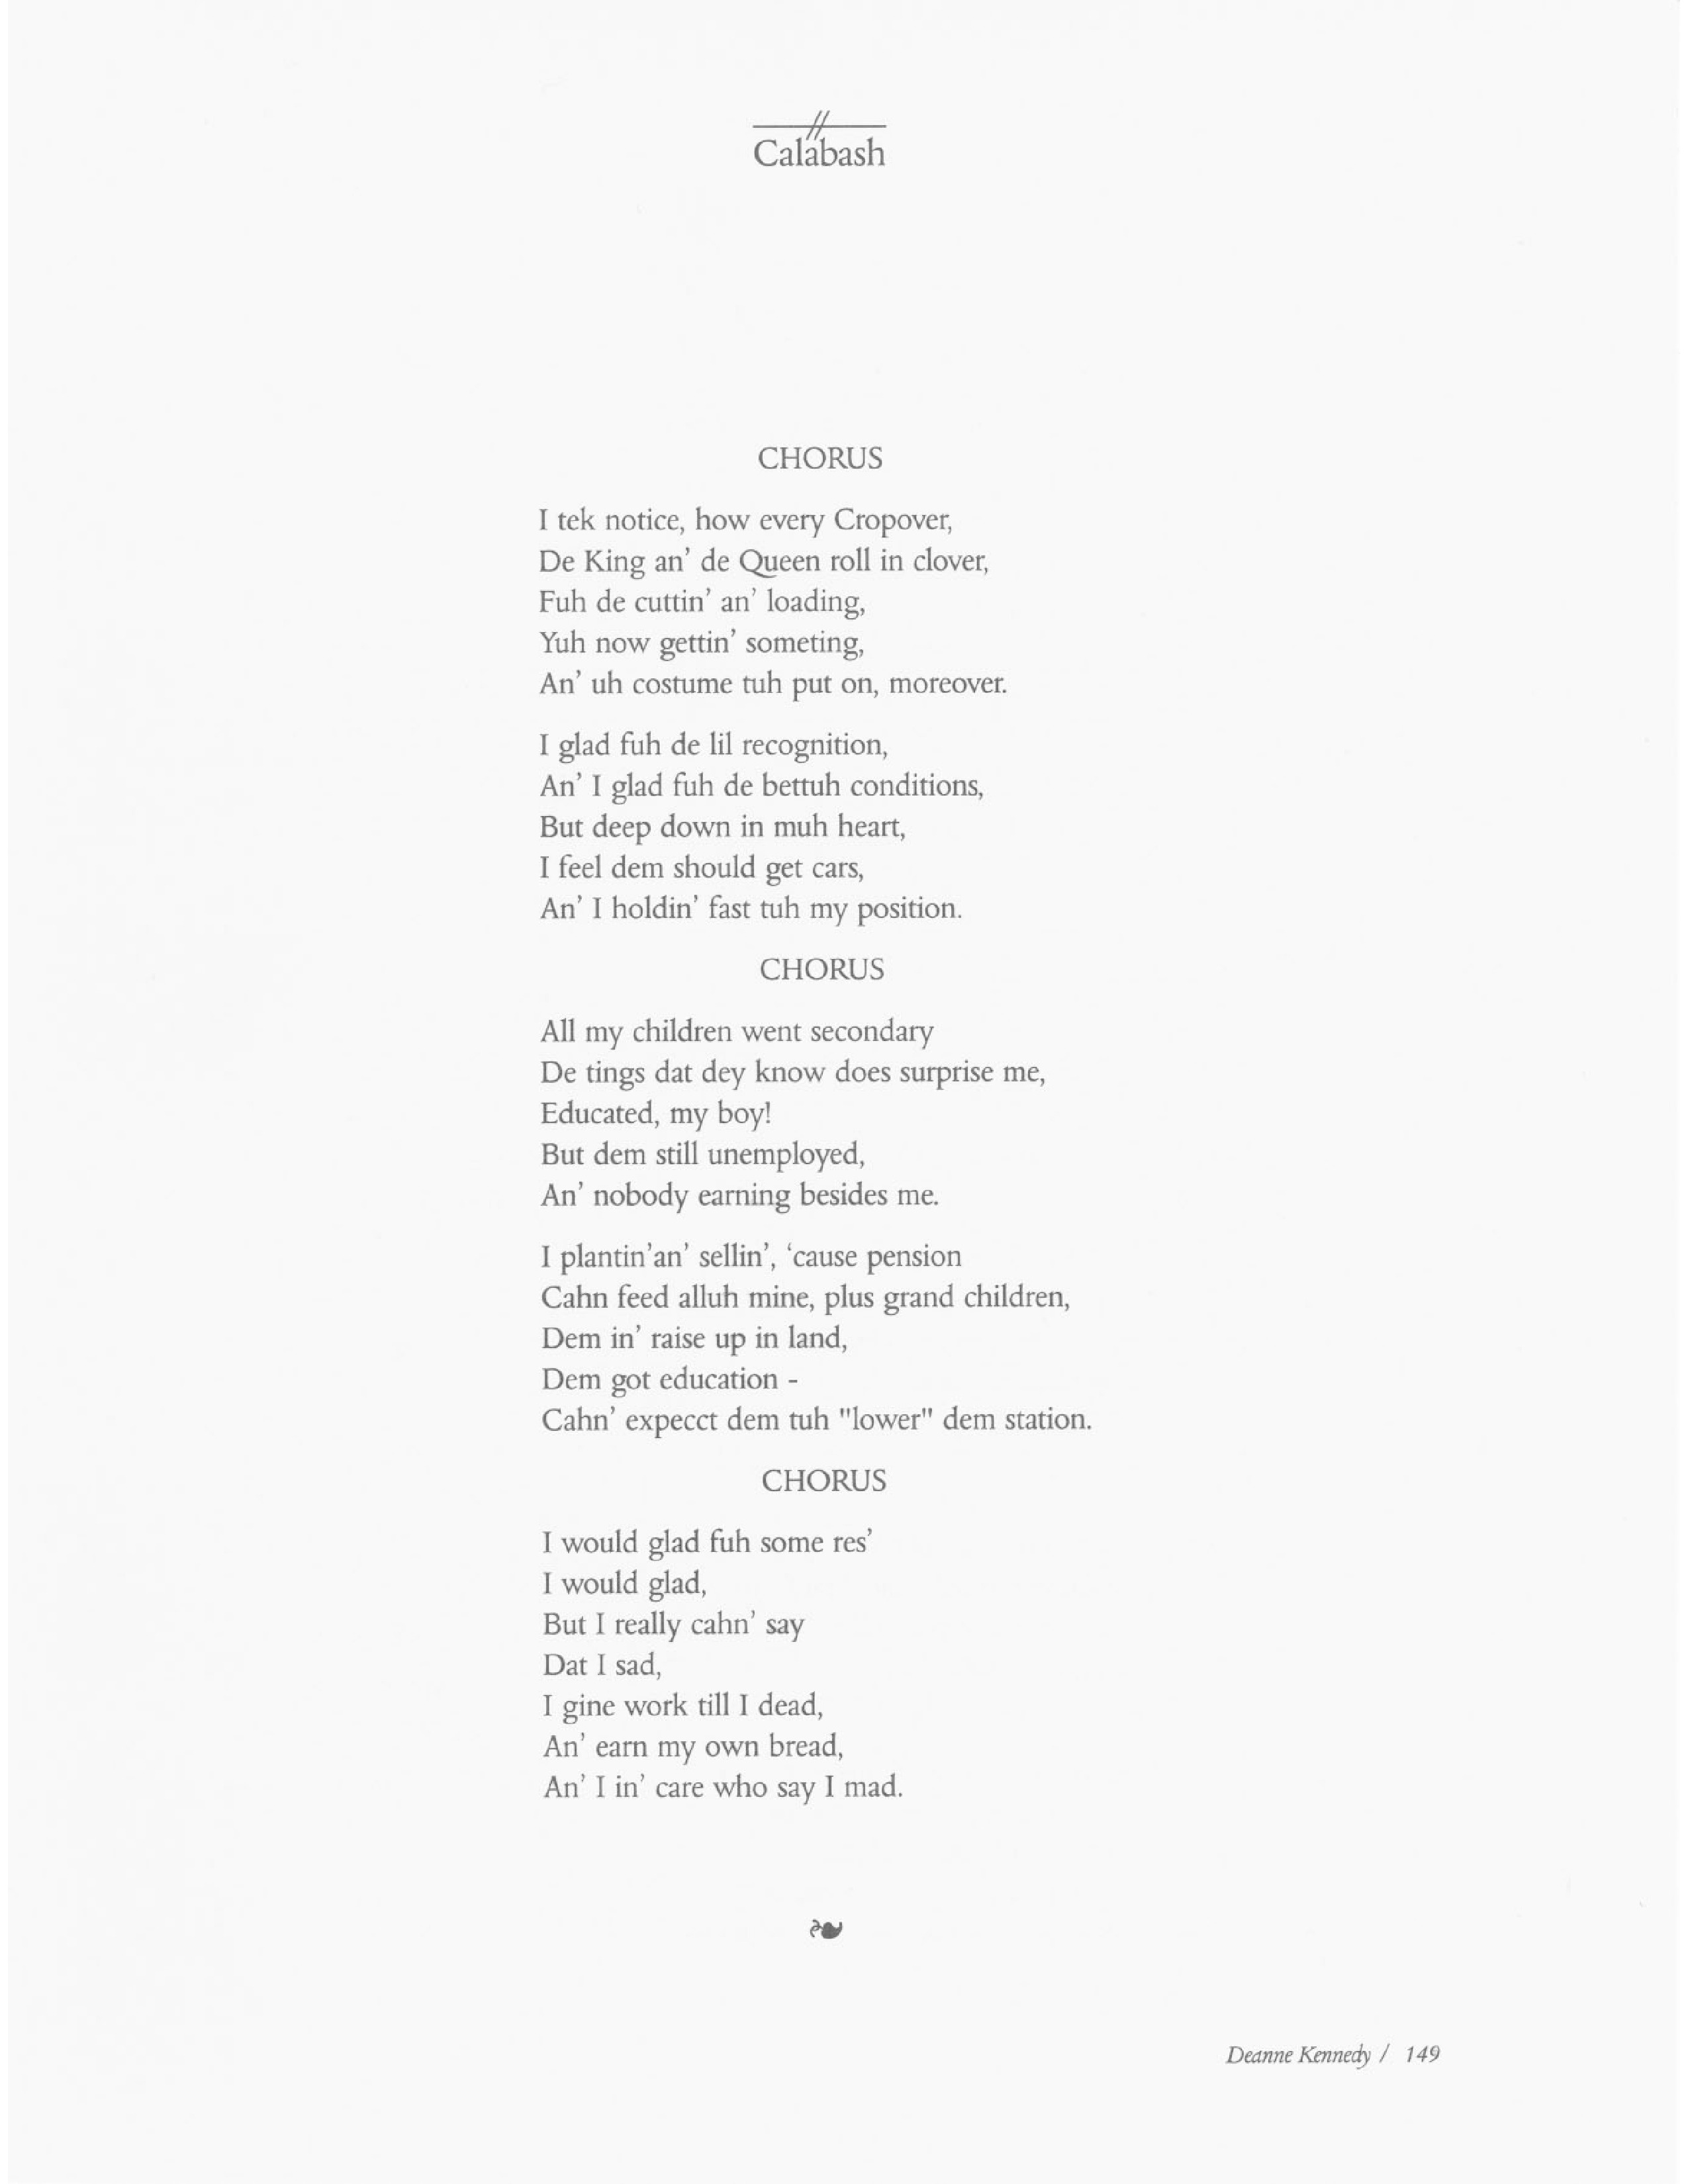 Calabash
CHORUS
I tek notice, how every Cropover,
De King an' de Queen roll in clover,
Fuh de cuttin' an' loading,
Yuh now gettin' someting,
An' uh costume tuh put on, moreover.
I glad fuh de lil recognition,
An' I glad fuh de bettuh conditions,
But deep down in muh heart,
I feel dem should get cars,
An' I holdin' fast tuh my position.
CHORUS
All my children went secondary
De tings dat dey know does surprise me,
Educated, my boy!
But dem still unemployed,
An' nobody earning besides me.
I plantin'an' sellin', 'cause pension
Cahn feed alluh mine, plus grand children,
Dem in' raise up in land,
Dem got education -
Cahn' expecct dem tuh "lower" dem station.
CHORUS
I would glad fuh some res'
I would glad,
But I really cahn' say
Dat I sad,
I gine work till I dead,
An' earn my own bread,
An' I in' care who say I mad.
Deanne Kennedy / 149